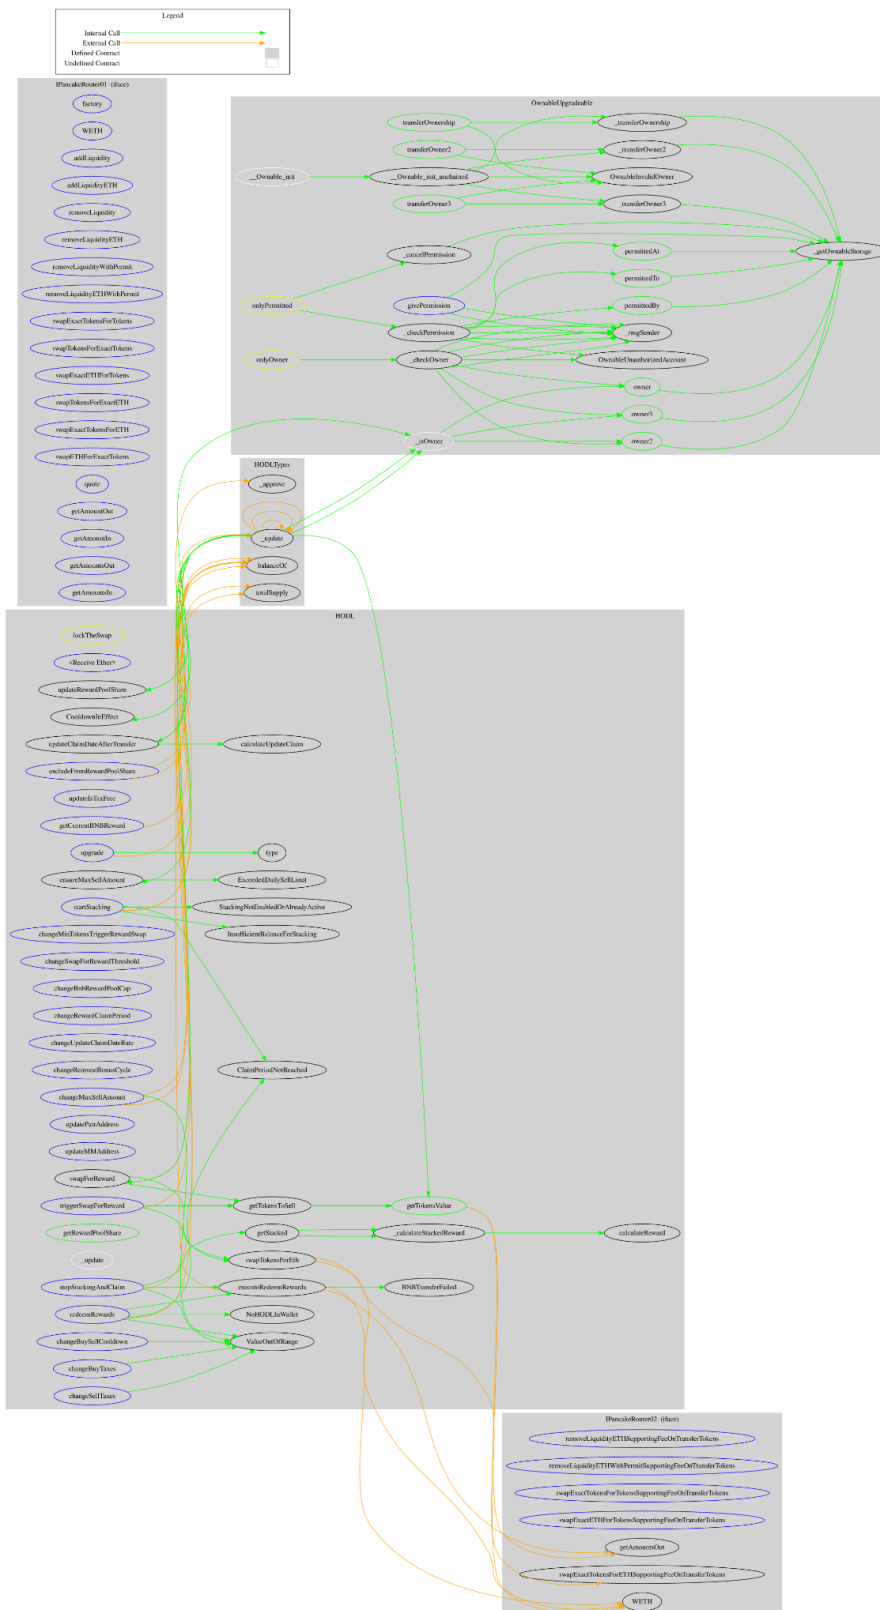 Legend
Internal Call
External Call
Defined Contract
Undefined Contract
IPancakeRouter01 (iface)
factory
WETH
addLiquidity
addLiquidityETH
removeLiquidity
removeLiquidityETH
removeLiquidityWithPermit
removeLiquidityETHWithPermit
swapExactTokensForTokens
swapTokensForExactTokens
swapExactETHForTokens
swapTokensForExactETH
swapExactTokensForETH
swapETHForExactTokens
quote
getAmountOut
getAmountIn
getAmountsOut
getAmountsIn
OwnableUpgradeable
transferOwnership
_transferOwnership
transferOwner2
_transferOwner2
__Ownable_init
__Ownable_init_unchained
OwnableInvalidOwner
transferOwner3
_transferOwner3
_cancelPermission
permittedAt
_getOwnableStorage
permittedTo
onlyPermitted
givePermission
permittedBy
_checkPermission
_msgSender
onlyOwner
_checkOwner
OwnableUnauthorizedAccount
owner
owner3
_isOwner
owner2
HODLTypes
_approve
_update
balanceOf
totalSupply
HODL
lockTheSwap
<Receive Ether>
updateRewardPoolShare
CooldownInEffect
updateClaimDateAfterTransfer
calculateUpdateClaim
excludeFromRewardPoolShare
updateIsTaxFree
getCurrentBNBReward
upgrade
type
ensureMaxSellAmount
ExceededDailySellLimit
startStacking
StackingNotEnabledOrAlreadyActive
InsufficientBalanceForStacking
changeMinTokensTriggerRewardSwap
changeSwapForRewardThreshold
changeBnbRewardPoolCap
changeRewardClaimPeriod
changeUpdateClaimDateRate
changeReinvestBonusCycle
ClaimPeriodNotReached
changeMaxSellAmount
updatePairAddress
updateMMAddress
swapForReward
triggerSwapForReward
getTokensToSell
getTokensValue
getRewardPoolShare
getStacked
_calculateStackedReward
calculateReward
_update
swapTokensForEth
stopStackingAndClaim
executeRedeemRewards
BNBTransferFailed
redeemRewards
NoHODLInWallet
changeBuySellCooldown
ValueOutOfRange
changeBuyTaxes
changeSellTaxes
IPancakeRouter02 (iface)
removeLiquidityETHSupportingFeeOnTransferTokens
removeLiquidityETHWithPermitSupportingFeeOnTransferTokens
swapExactTokensForTokensSupportingFeeOnTransferTokens
swapExactETHForTokensSupportingFeeOnTransferTokens
getAmountsOut
swapExactTokensForETHSupportingFeeOnTransferTokens
WETH